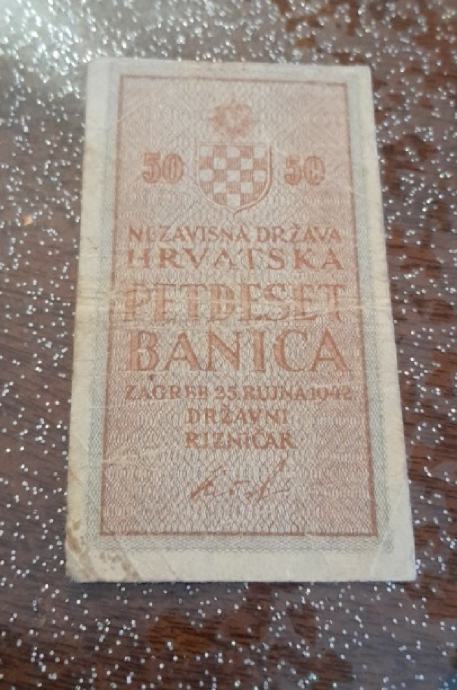 50 50
NEZAVISNA DRŽAVA
HRVATSKA
PETDESET
BANICA
ZAGREB 25. RUJNA 1942
DRŽAVNI
RIZNIČAR